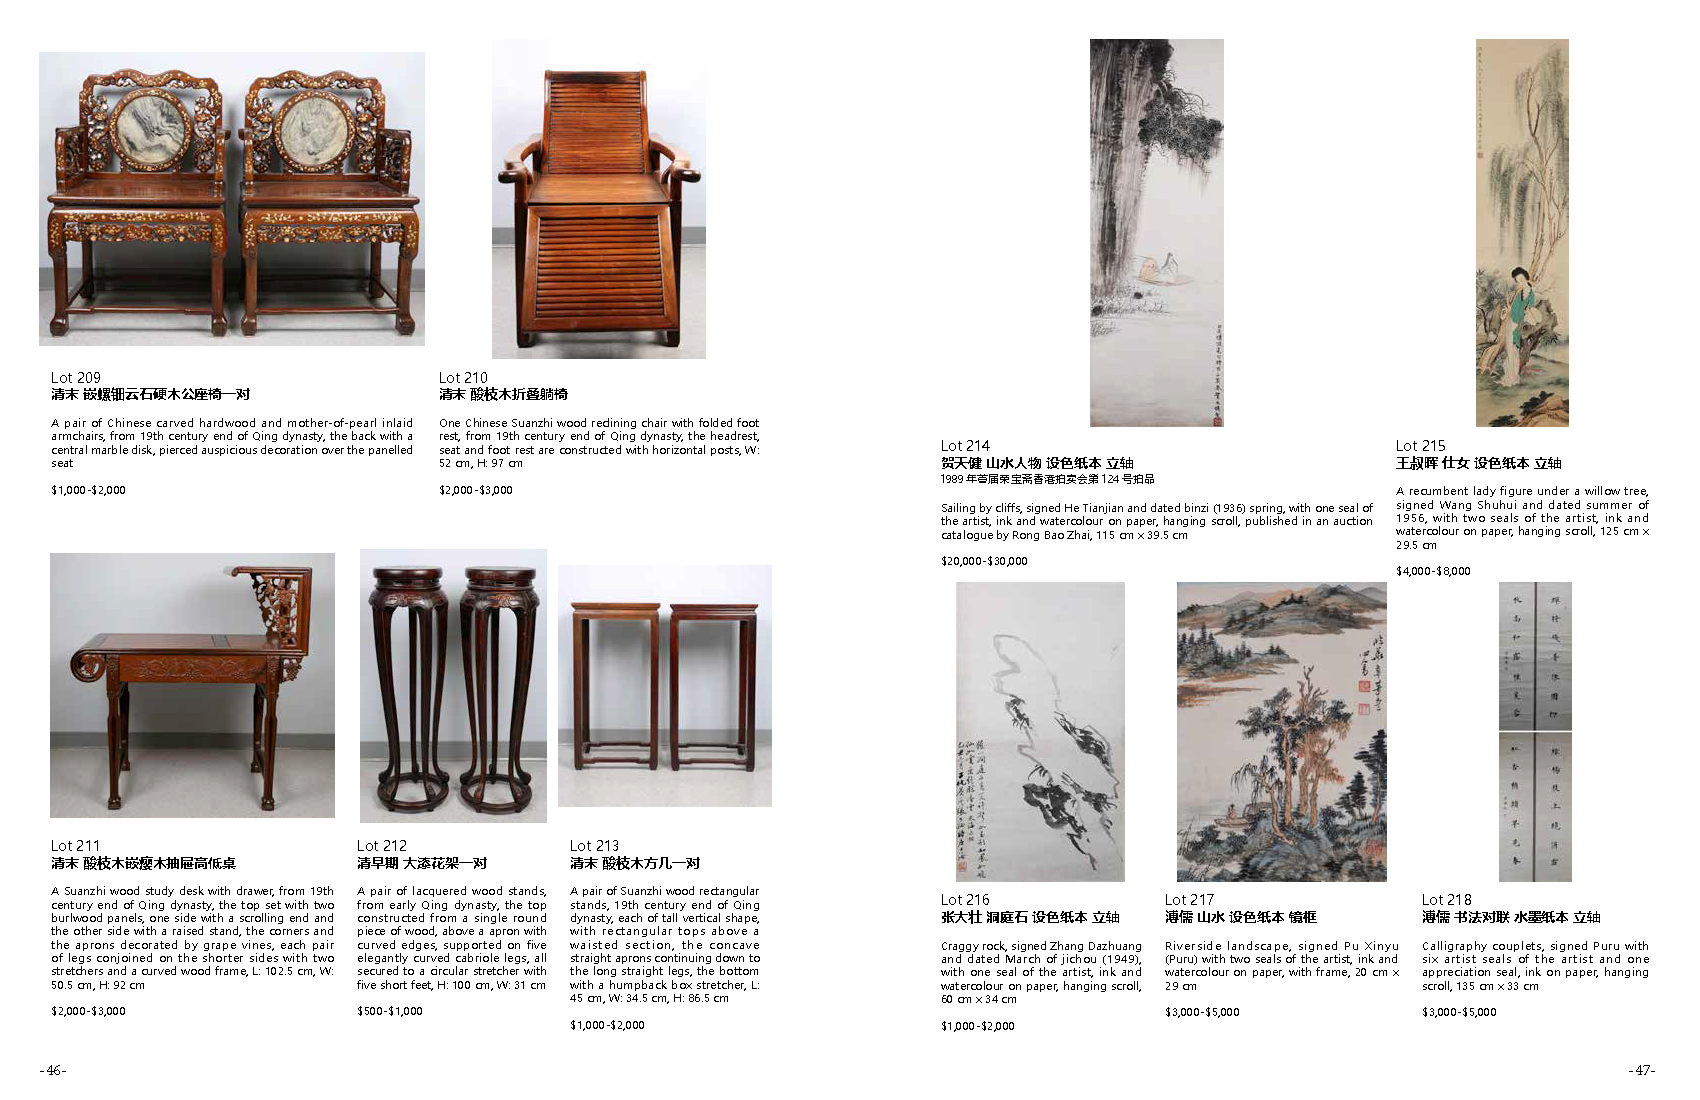 Lot 209
清末 嵌螺钿云石硬木公座椅一对
A pair of Chinese carved hardwood and mother-of-pearl inlaid
armchairs, from 19th century end of Qing dynasty, the back with a
central marble disk, pierced auspicious decoration over the panelled
seat
$1,000-$2,000
Lot 210
清末 酸枝木折叠躺椅
One Chinese Suanzhi wood reclining chair with folded foot
rest, from 19th century end of Qing dynasty, the headrest,
seat and foot rest are constructed with horizontal posts, W:
52 cm, H: 97 cm
$2,000-$3,000
Lot 211
清末 酸枝木嵌瘿木抽屉高低桌
A Suanzhi wood study desk with drawer, from 19th
century end of Qing dynasty, the top set with two
burlwood panels, one side with a scrolling end and
the other side with a raised stand, the corners and
the aprons decorated by grape vines, each pair
of legs conjoined on the shorter sides with two
stretchers and a curved wood frame, L: 102.5 cm, W:
50.5 cm, H: 92 cm
$2,000-$3,000
Lot 212
清早期 大漆花架一对
A pair of lacquered wood stands,
from early Qing dynasty, the top
constructed from a single round
piece of wood, above a apron with
curved edges, supported on five
elegantly curved cabriole legs, all
secured to a circular stretcher with
five short feet, H: 100 cm, W: 31 cm
$500-$1,000
Lot 213
清末 酸枝木方几一对
A pair of Suanzhi wood rectangular
stands, 19th century end of Qing
dynasty, each of tall vertical shape,
with rectangular tops above a
waisted section, the concave
straight aprons continuing down to
the long straight legs, the bottom
with a humpback box stretcher, L:
45 cm, W: 34.5 cm, H: 86.5 cm
$1,000-$2,000
-46-
Lot 214
贺天健 山水人物 设色纸本 立轴
1989 年首届荣宝斋香港拍卖会第 124 号拍品
Sailing by cliffs, signed He Tianjian and dated binzi (1936) spring, with one seal of
the artist, ink and watercolour on paper, hanging scroll, published in an auction
catalogue by Rong Bao Zhai, 115 cm x 39.5 cm
$20,000-$30,000
Lot 215
王叔晖 仕女 设色纸本 立轴
A recumbent lady figure under a willow tree,
signed Wang Shuhui and dated summer of
1956, with two seals of the artist, ink and
watercolour on paper, hanging scroll, 125 cm x
29.5 cm
$4,000-$8,000
Lot 216
张大壮 洞庭石 设色纸本 立轴
Craggy rock, signed Zhang Dazhuang
and dated March of jichou (1949),
with one seal of the artist, ink and
watercolour on paper, hanging scroll,
60 cm x 34 cm
$1,000-$2,000
Lot 217
溥儒 山水 设色纸本 镜框
Riverside landscape, signed Pu Xinyu
(Puru) with two seals of the artist, ink and
watercolour on paper, with frame, 20 cm x
29 cm
$3,000-$5,000
Lot 218
溥儒 书法对联 水墨纸本 立轴
Calligraphy couplets, signed Puru with
six artist seals of the artist and one
appreciation seal, ink on paper, hanging
scroll, 135 cm x 33 cm
$3,000-$5,000
-47-